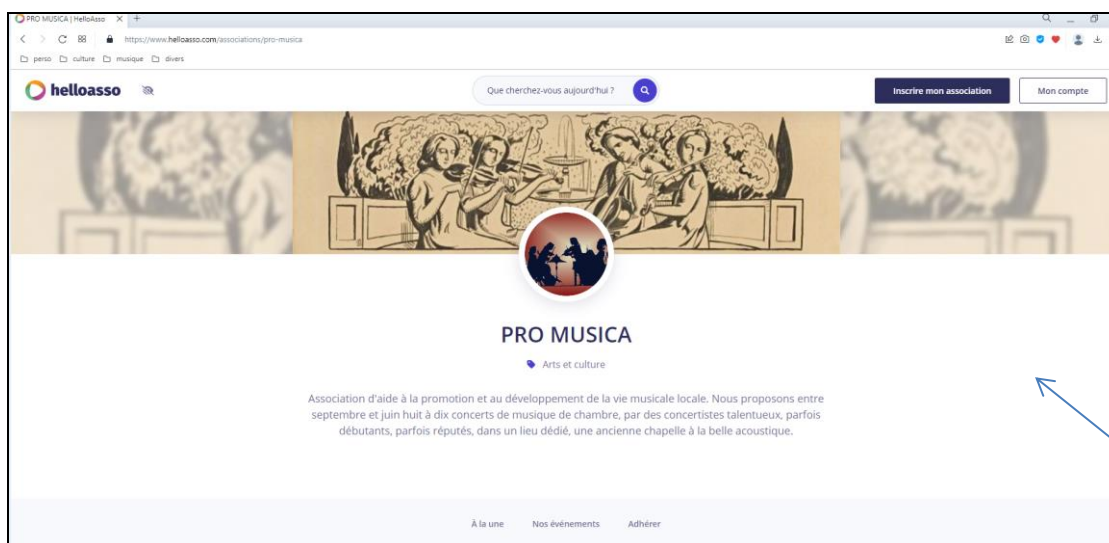 PRO MUSICA | HelloAsso
https://www.helloasso.com/associations/pro-musica
perso culture musique divers
helloasso
Que cherchez-vous aujourd'hui ?
Inscrire mon association
Mon compte
PRO MUSICA
Arts et culture
Association d'aide à la promotion et au développement de la vie musicale locale. Nous proposons entre
septembre et juin huit à dix concerts de musique de chambre, par des concertistes talentueux, parfois
débutants, parfois réputés, dans un lieu dédié, une ancienne chapelle à la belle acoustique.
À la une Nos événements Adhérer